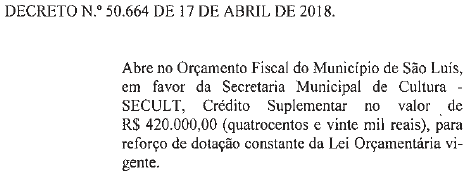 DECRETO N.º 50.664 DE 17 DE ABRIL DE 2018.
Abre no Orçamento Fiscal do Município de São Luís,
em favor da Secretaria Municipal de Cultura -
SECULT, Crédito Suplementar no valor de
R$ 420.000,00 (quatrocentos e vinte mil reais), para
reforço de dotação constante da Lei Orçamentária vi-
gente.